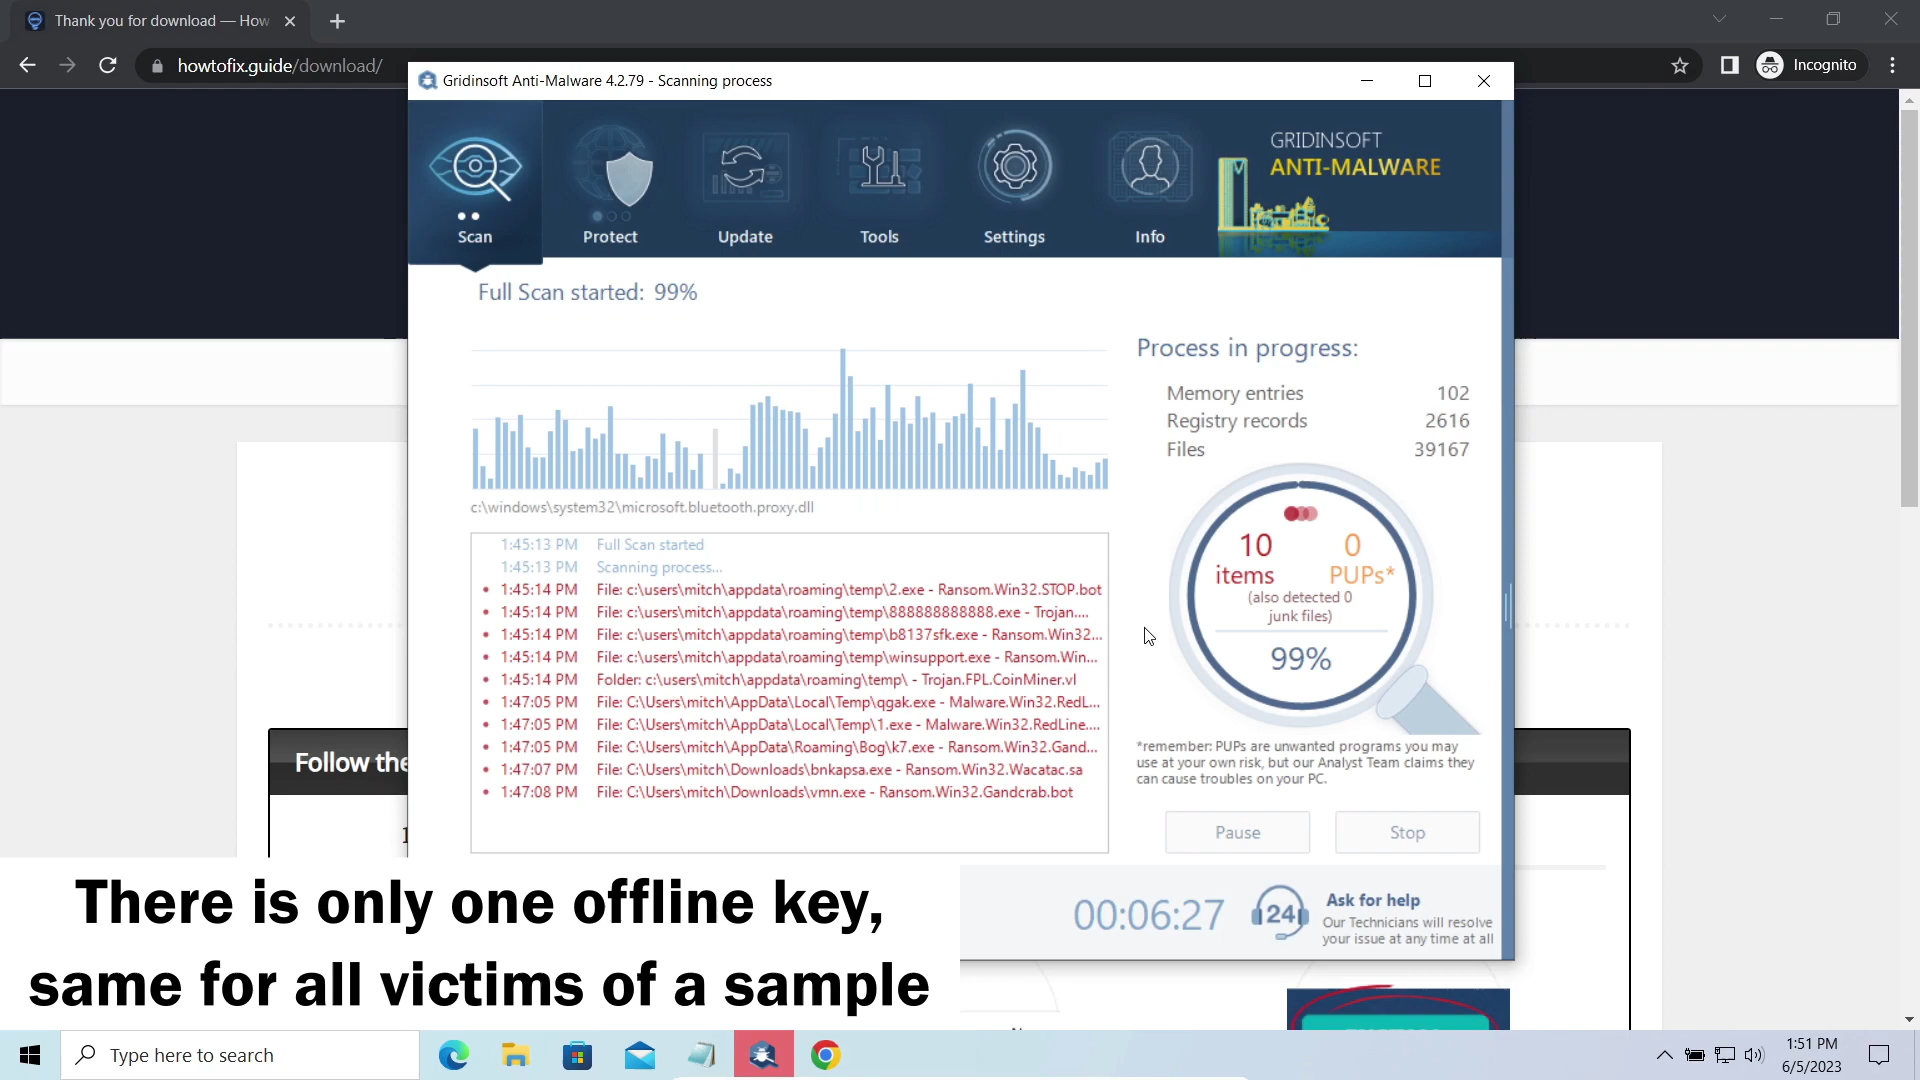 Thank you for download — How
howtofix.guide/download/
Incognito
Gridinsoft Anti-Malware 4.2.79 - Scanning process
Scan
Protect
Update
Tools
Settings
Info
GRIDINSOFT
ANTI-MALWARE
Full Scan started: 99%
c:\windows\system32\microsoft.bluetooth.proxy.dll
1:45:13 PM Full Scan started
1:45:13 PM Scanning process...
• 1:45:14 PM File: c:\users\mitch\appdata\roaming\temp\2.exe - Ransom.Win32.STOP.bot
• 1:45:14 PM File: c:\users\mitch\appdata\roaming\temp\888888888888.exe - Trojan....
• 1:45:14 PM File: c:\users\mitch\appdata\roaming\temp\b8137sfk.exe - Ransom.Win32...
• 1:45:14 PM File: c:\users\mitch\appdata\roaming\temp\winsupport.exe - Ransom.Win...
• 1:45:14 PM Folder: c:\users\mitch\appdata\roaming\temp\ - Trojan.FPL.CoinMiner.vl
• 1:47:05 PM File: C:\Users\mitch\AppData\Local\Temp\qgak.exe - Malware.Win32.RedL...
• 1:47:05 PM File: C:\Users\mitch\AppData\Local\Temp\1.exe - Malware.Win32.RedLine....
• 1:47:05 PM File: C:\Users\mitch\AppData\Roaming\Bog\k7.exe - Ransom.Win32.Gand...
• 1:47:07 PM File: C:\Users\mitch\Downloads\bnkapsa.exe - Ransom.Win32.Wacatac.sa
• 1:47:08 PM File: C:\Users\mitch\Downloads\vmn.exe - Ransom.Win32.Gandcrab.bot
Process in progress:
Memory entries 102
Registry records 2616
Files 39167
10 items
0 PUPs*
(also detected 0
junk files)
99%
*remember: PUPs are unwanted programs you may
use at your own risk, but our Analyst Team claims they
can cause troubles on your PC.
Pause
Stop
00:06:27
24
Ask for help
Our Technicians will resolve
your issue at any time at all
Follow the
1
There is only one offline key,
same for all victims of a sample
Type here to search
1:51 PM
6/5/2023